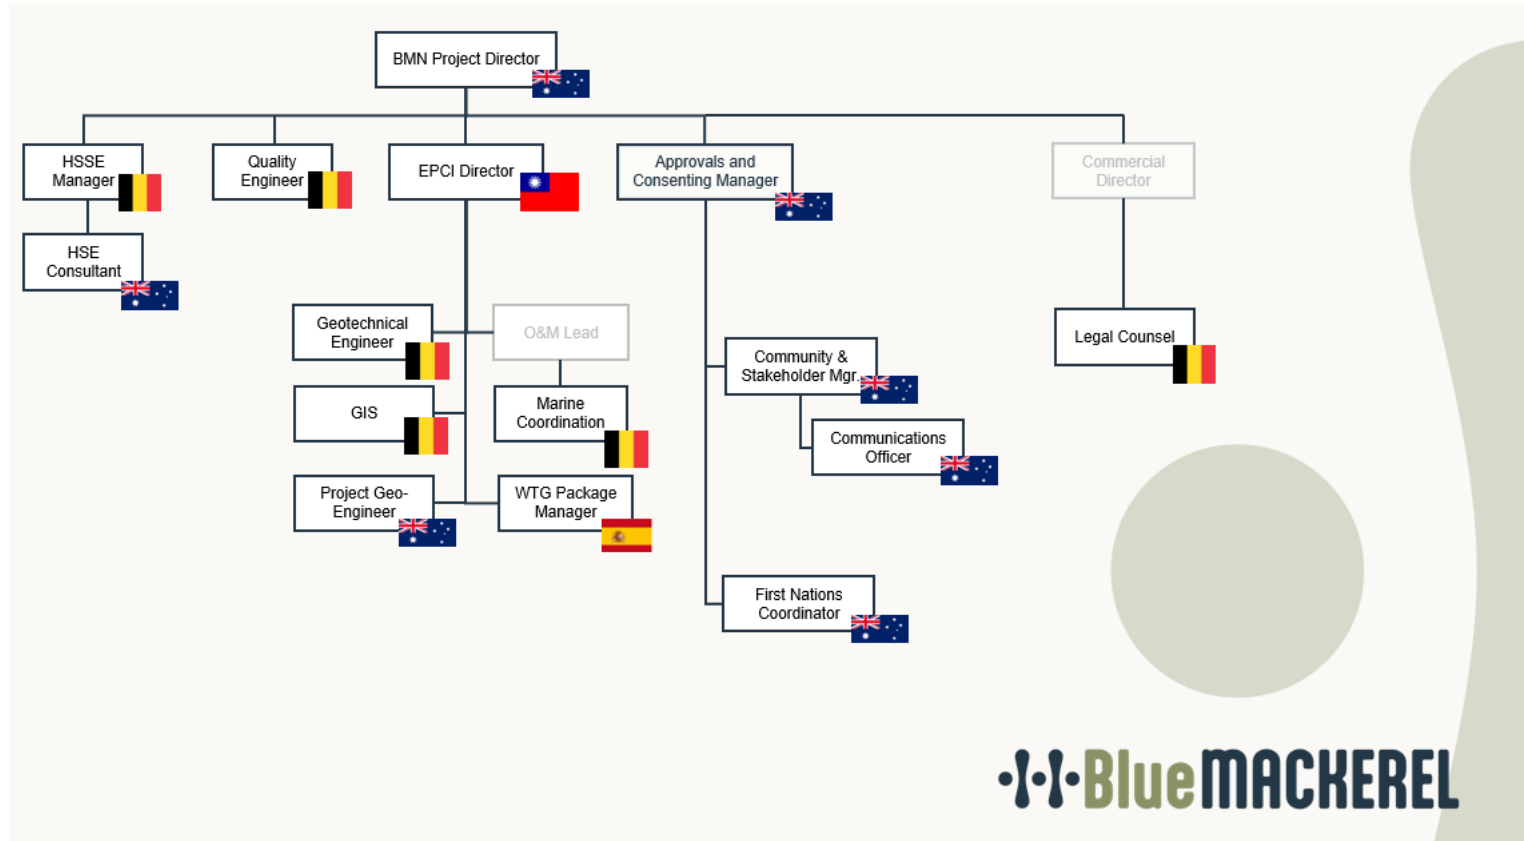 BMN Project Director
HSSE
Manager
Quality
Engineer
EPCI Director
Approvals and
Consenting Manager
Commercial
Director
HSE
Consultant
Geotechnical
Engineer
O&M Lead
Legal Counsel
Community &
Stakeholder Mgr.
GIS
Marine
Coordination
Communications
Officer
Project Geo-
Engineer
WTG Package
Manager
First Nations
Coordinator
BlueMACKEREL